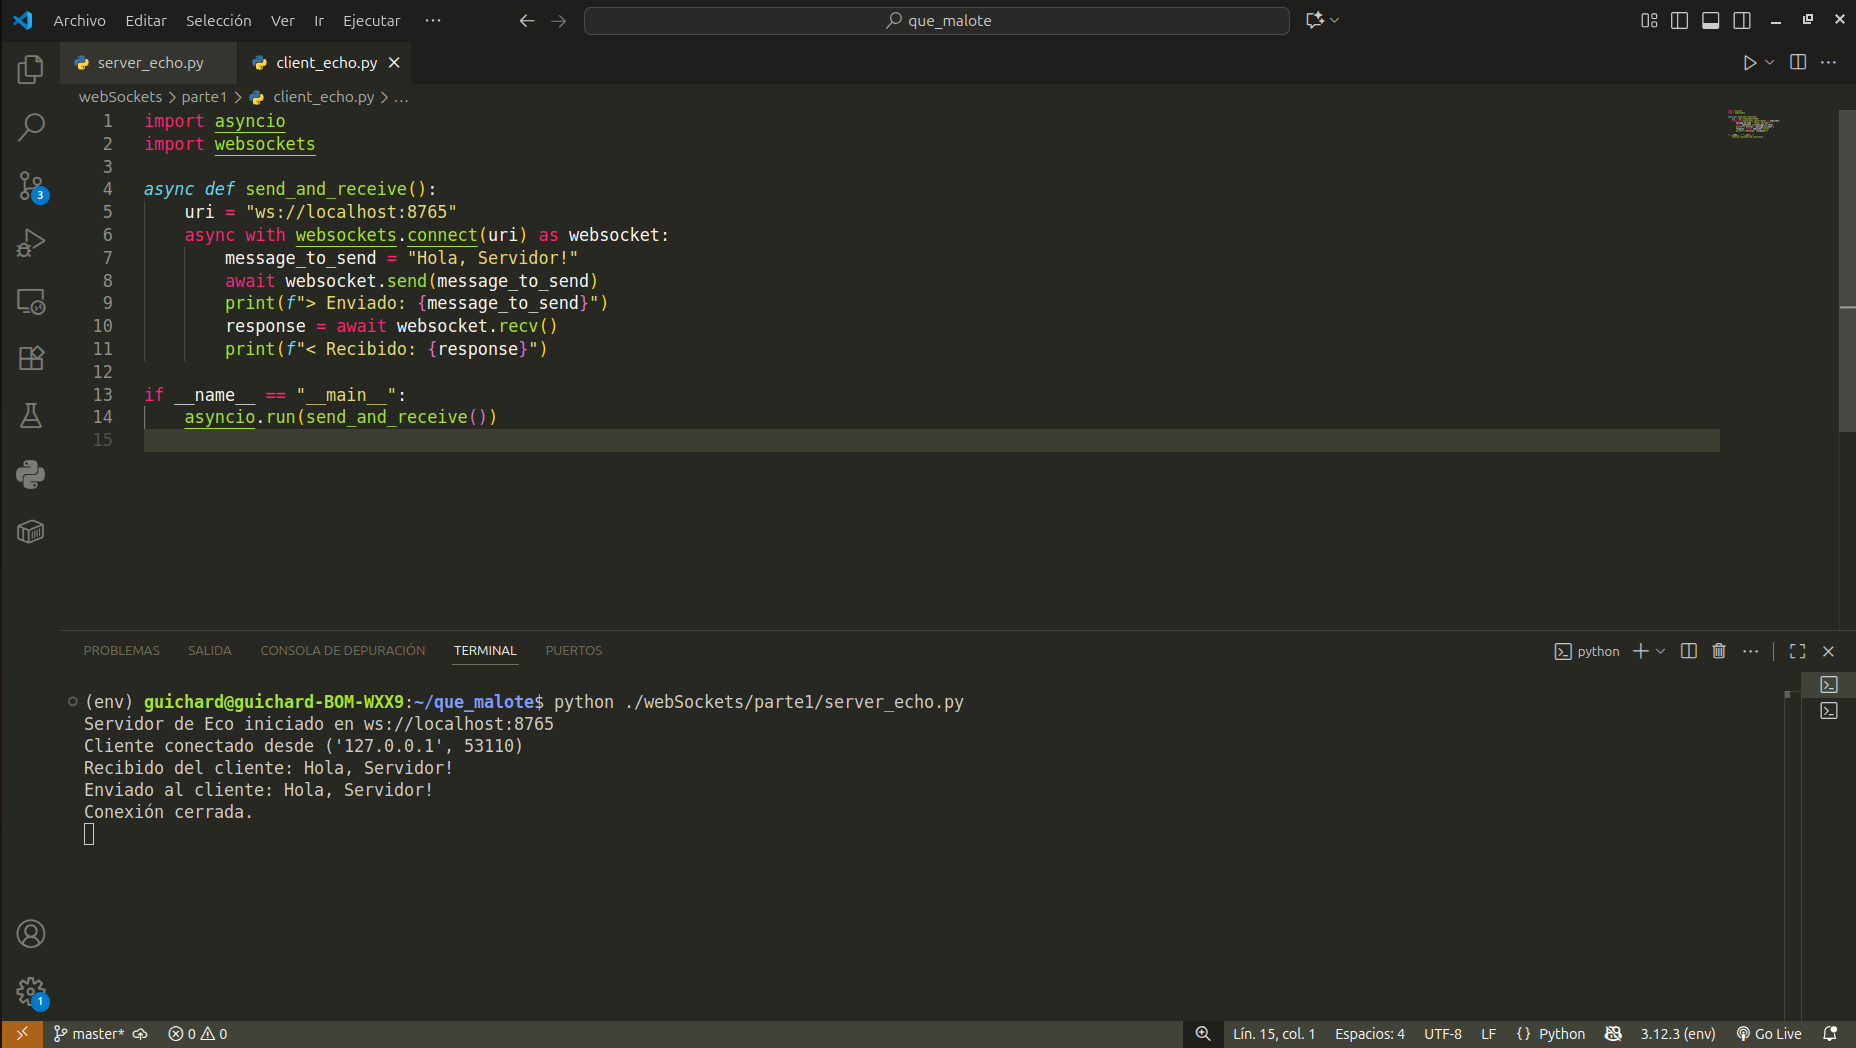 Archivo Editar Selección Ver Ir Ejecutar ··· que_malote
server_echo.py client_echo.py
webSockets > parte1 > client_echo.py > ...
1 import asyncio
2 import websockets
3
4 async def send_and_receive():
5     uri = "ws://localhost:8765"
6     async with websockets.connect(uri) as websocket:
7         message_to_send = "Hola, Servidor!"
8         await websocket.send(message_to_send)
9         print(f"> Enviado: {message_to_send}")
10         response = await websocket.recv()
11         print(f"< Recibido: {response}")
12
13 if __name__ == "__main__":
14     asyncio.run(send_and_receive())
15
3
PROBLEMAS SALIDA CONSOLA DE DEPURACIÓN TERMINAL PUERTOS python
(env) guichard@guichard-BOM-WXX9:~/que_malote$ python ./webSockets/parte1/server_echo.py
Servidor de Eco iniciado en ws://localhost:8765
Cliente conectado desde ('127.0.0.1', 53110)
Recibido del cliente: Hola, Servidor!
Enviado al cliente: Hola, Servidor!
Conexión cerrada.
1
master* 0 0 Lín. 15, col. 1 Espacios: 4 UTF-8 LF {} Python 3.12.3 (env) Go Live